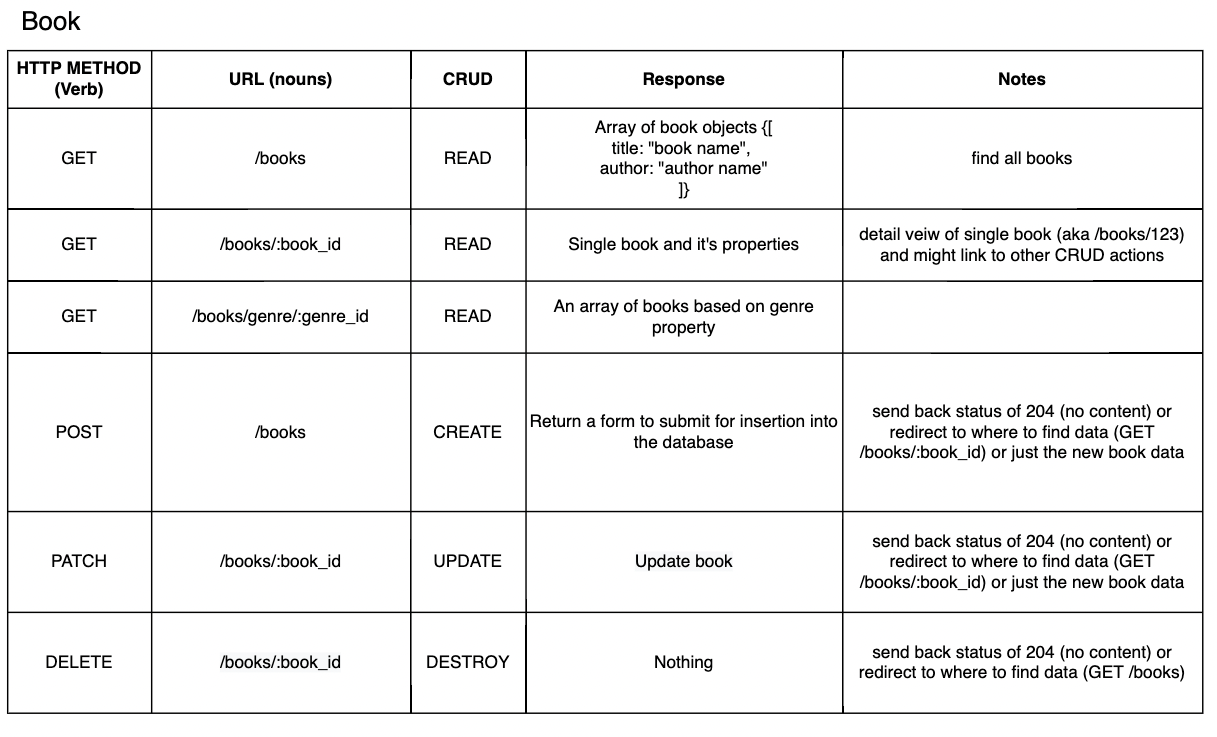 Book
HTTP METHOD
(Verb)
URL (nouns)
CRUD
Response
Notes
GET
/books
READ
Array of book objects {[
title: "book name",
author: "author name"
]}
find all books
GET
/books/:book_id
READ
Single book and it's properties
detail veiw of single book (aka /books/123)
and might link to other CRUD actions
GET
/books/genre/:genre_id
READ
An array of books based on genre
property
POST
/books
CREATE
Return a form to submit for insertion into
the database
send back status of 204 (no content) or
redirect to where to find data (GET
/books/:book_id) or just the new book data
PATCH
/books/:book_id
UPDATE
Update book
send back status of 204 (no content) or
redirect to where to find data (GET
/books/:book_id) or just the new book data
DELETE
/books/:book_id
DESTROY
Nothing
send back status of 204 (no content) or
redirect to where to find data (GET /books)